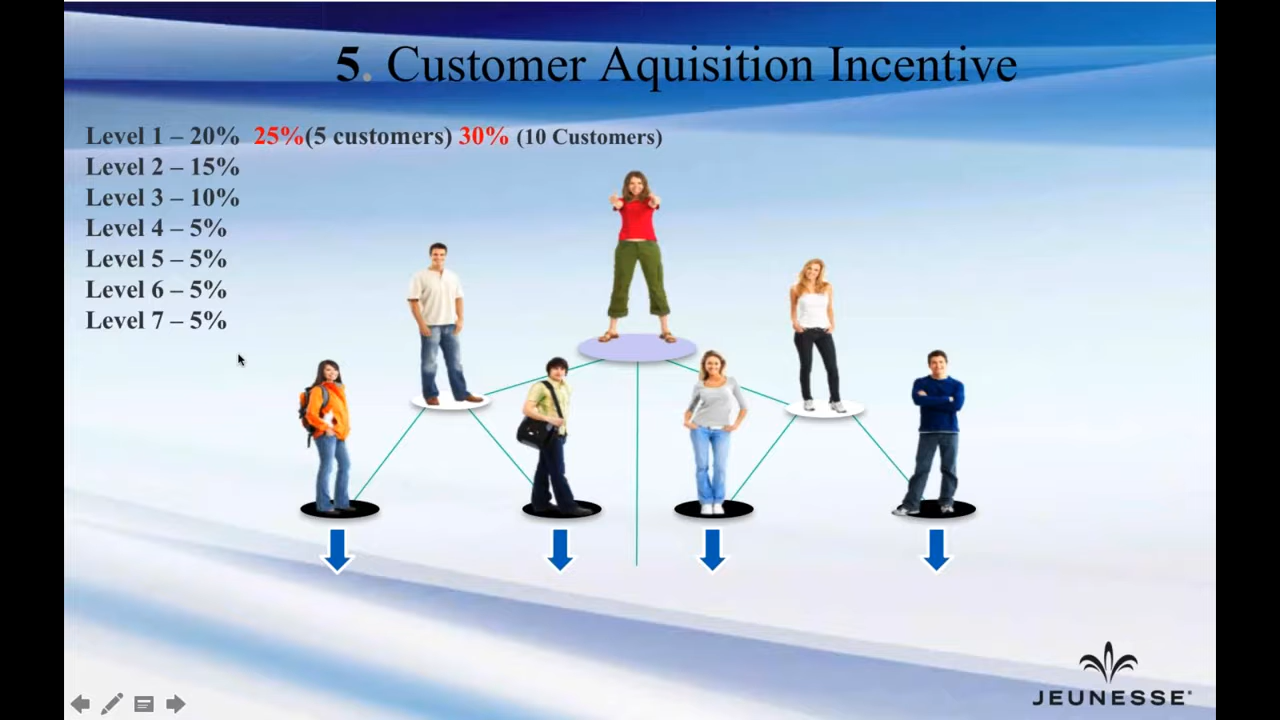 5. Customer Aquisition Incentive
Level 1 – 20% 25%(5 customers) 30% (10 Customers)
Level 2 – 15%
Level 3 – 10%
Level 4 – 5%
Level 5 – 5%
Level 6 – 5%
Level 7 – 5%
JEUNESSE®